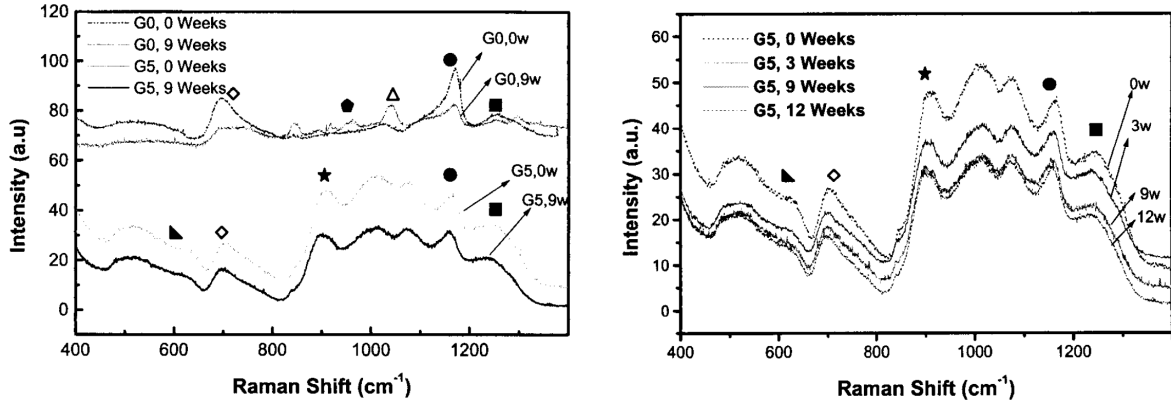 G0, 0 Weeks
G0, 9 Weeks
G5, 0 Weeks
G5, 9 Weeks
G0,0w
G0,9w
G5,0w
G5,9w
120
100
80
60
40
20
0
400 600 800 1000 1200
Intensity (a.u)
Raman Shift (cm⁻¹)
G5, 0 Weeks
G5, 3 Weeks
G5, 9 Weeks
G5, 12 Weeks
0w
3w
9w
12w
60
50
40
30
20
10
0
400 600 800 1000 1200
Intensity (a.u.)
Raman Shift (cm⁻¹)